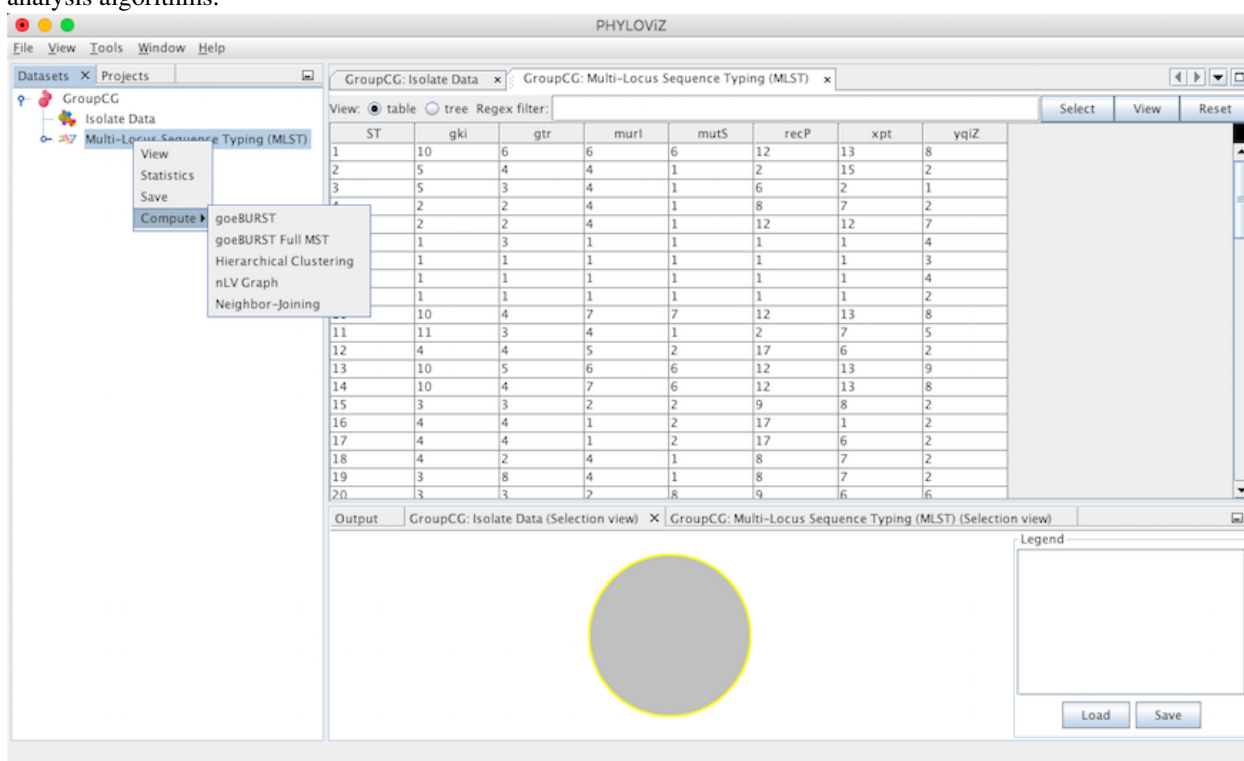 analysis algorithms.
PHYLOViZ
File View Tools Window Help
Datasets Projects
GroupCG
Isolate Data
Multi-Locus Sequence Typing (MLST)
View
Statistics
Save
Compute
goeBURST
goeBURST Full MST
Hierarchical Clustering
nLV Graph
Neighbor-Joining
GroupCG: Isolate Data GroupCG: Multi-Locus Sequence Typing (MLST)
View: table tree Regex filter: Select View Reset
ST gki gtr murI mutS recP xpt yqiZ
1 10 6 6 6 12 13 8
2 5 4 4 1 2 15 2
3 5 3 4 1 6 2 1
2 2 4 1 8 7 2
2 2 4 1 12 12 7
1 3 1 1 1 1 4
1 1 1 1 1 1 3
1 1 1 1 1 1 4
1 1 1 1 1 1 2
10 4 7 7 12 13 8
11 11 3 4 1 2 7 5
12 4 4 5 2 17 6 2
13 10 5 6 6 12 13 9
14 10 4 7 6 12 13 8
15 3 3 2 2 9 8 2
16 4 4 1 2 17 1 2
17 4 4 1 2 17 6 2
18 4 2 4 1 8 7 2
19 3 8 4 1 8 7 2
20 3 3 2 8 9 6 6
Output GroupCG: Isolate Data (Selection view) GroupCG: Multi-Locus Sequence Typing (MLST) (Selection view)
Legend
Load Save